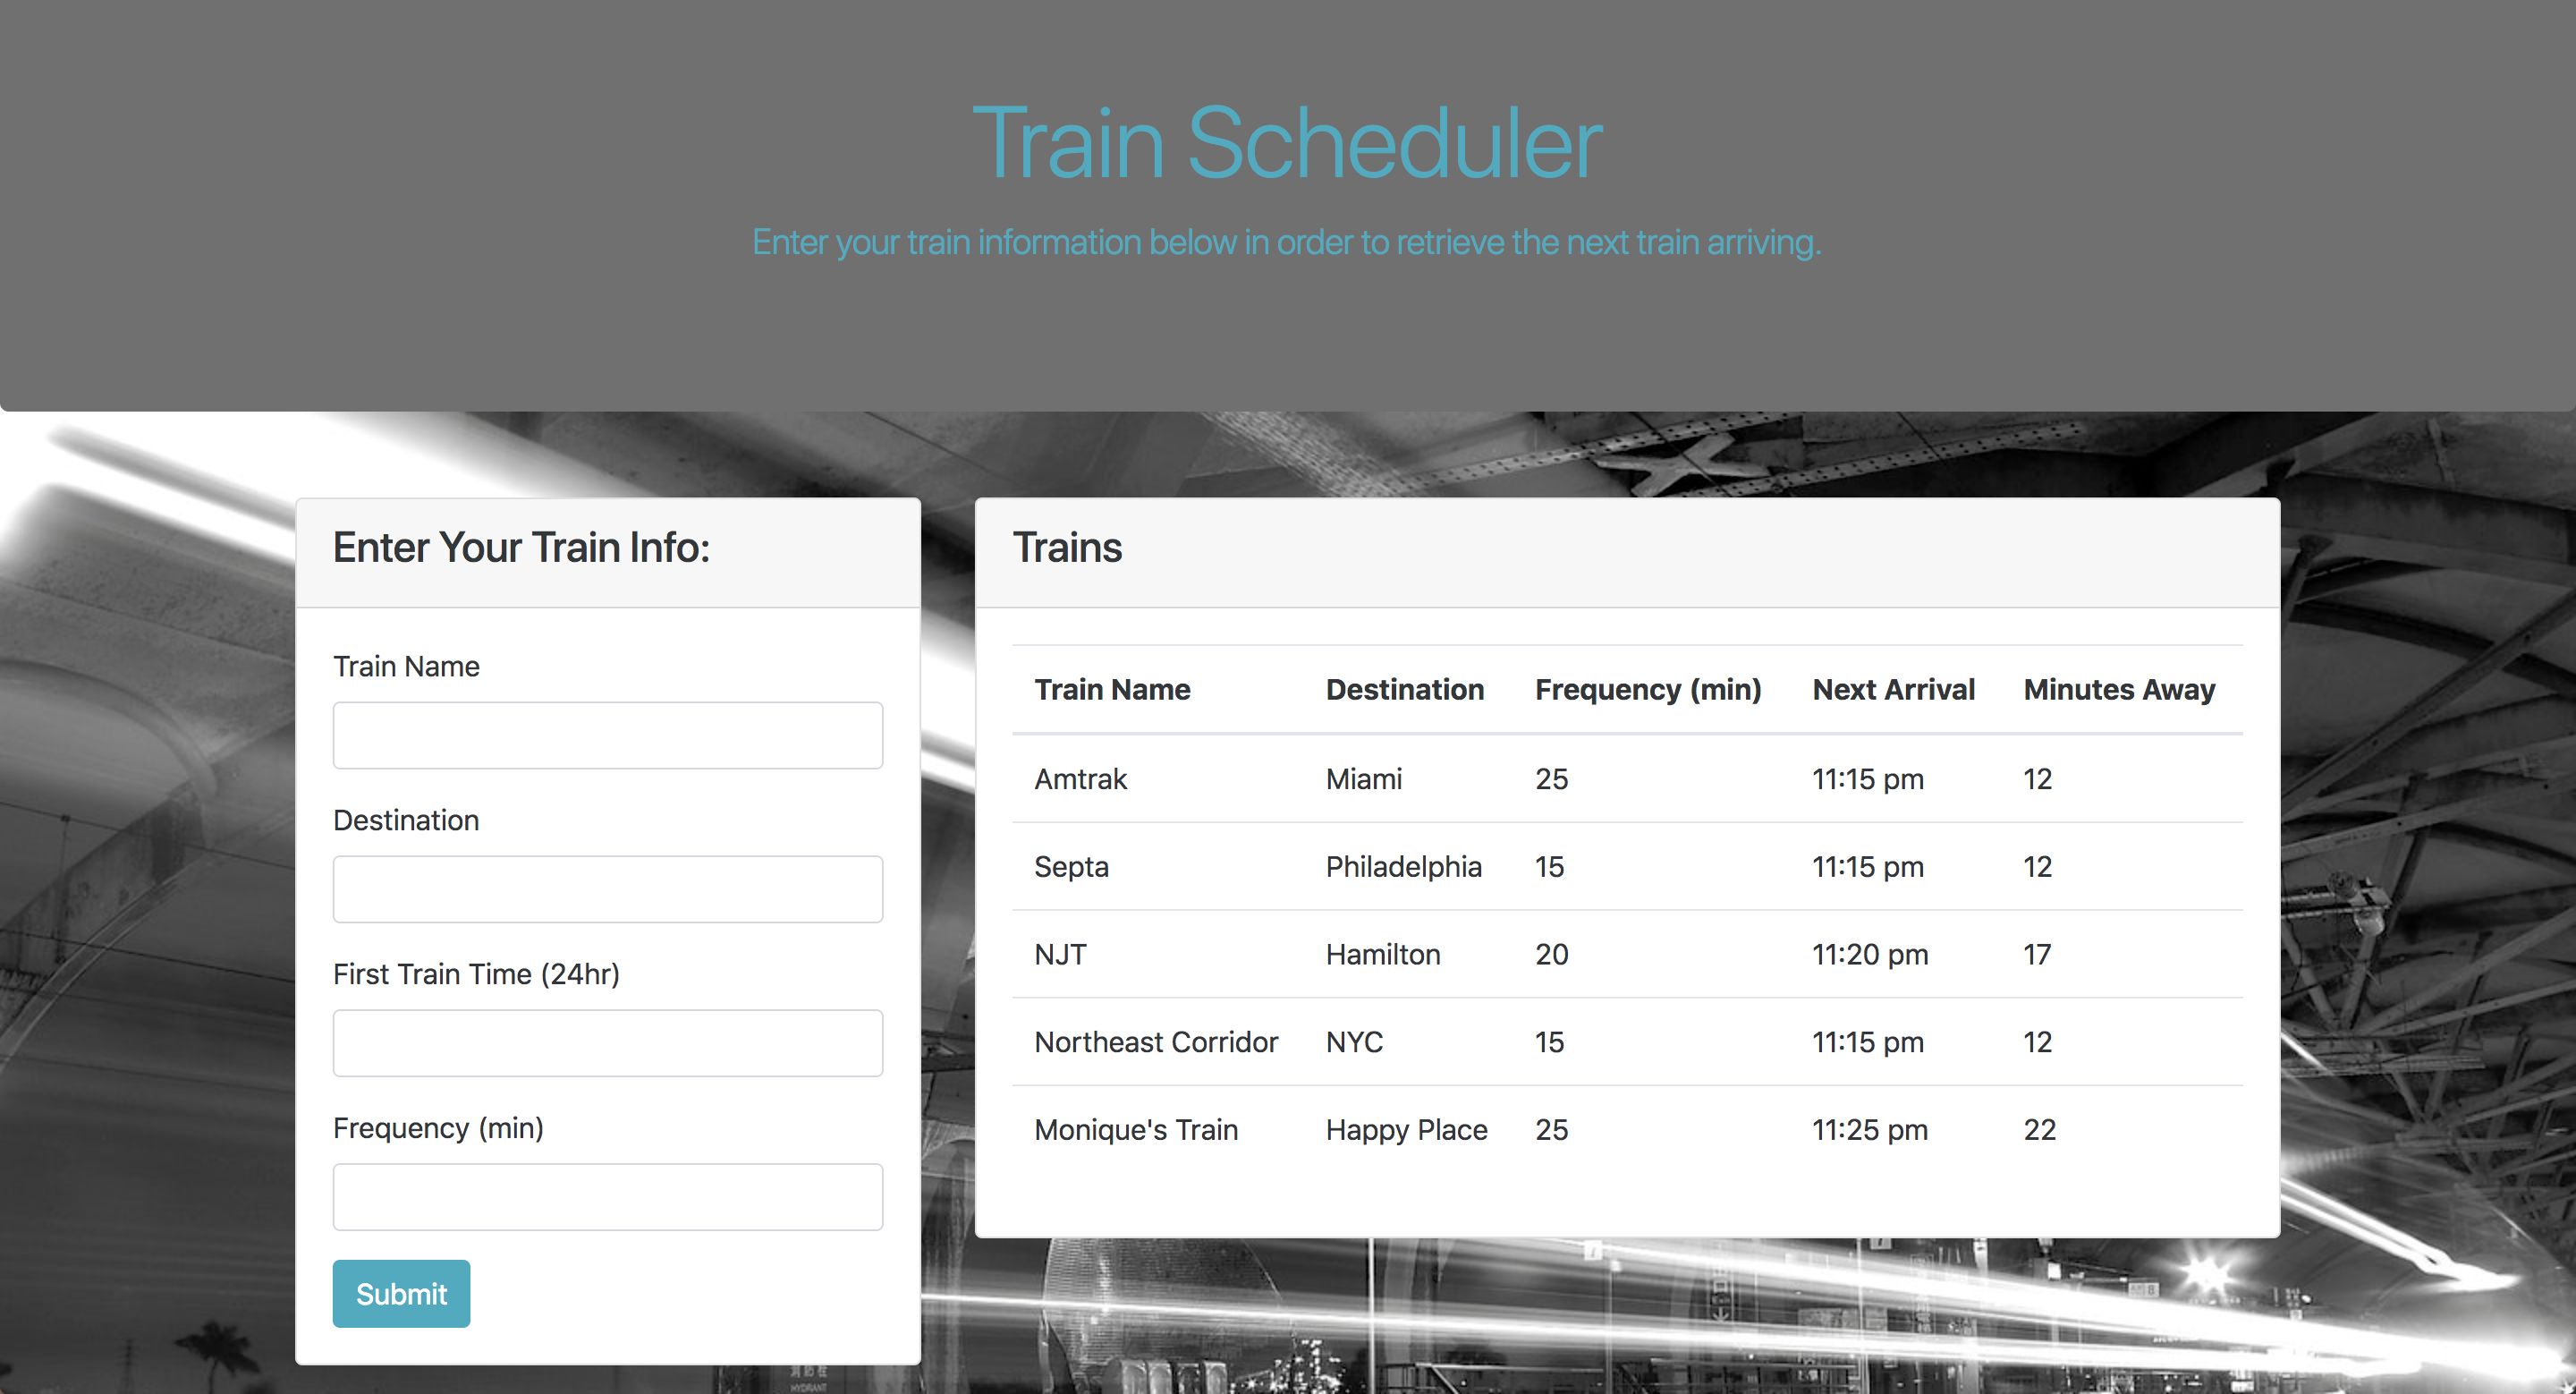 Train Scheduler
Enter your train information below in order to retrieve the next train arriving.
Enter Your Train Info:
Train Name
Destination
First Train Time (24hr)
Frequency (min)
Submit
Trains
Train Name Destination Frequency (min) Next Arrival Minutes Away
Amtrak Miami 25 11:15 pm 12
Septa Philadelphia 15 11:15 pm 12
NJT Hamilton 20 11:20 pm 17
Northeast Corridor NYC 15 11:15 pm 12
Monique's Train Happy Place 25 11:25 pm 22
HYDRANT